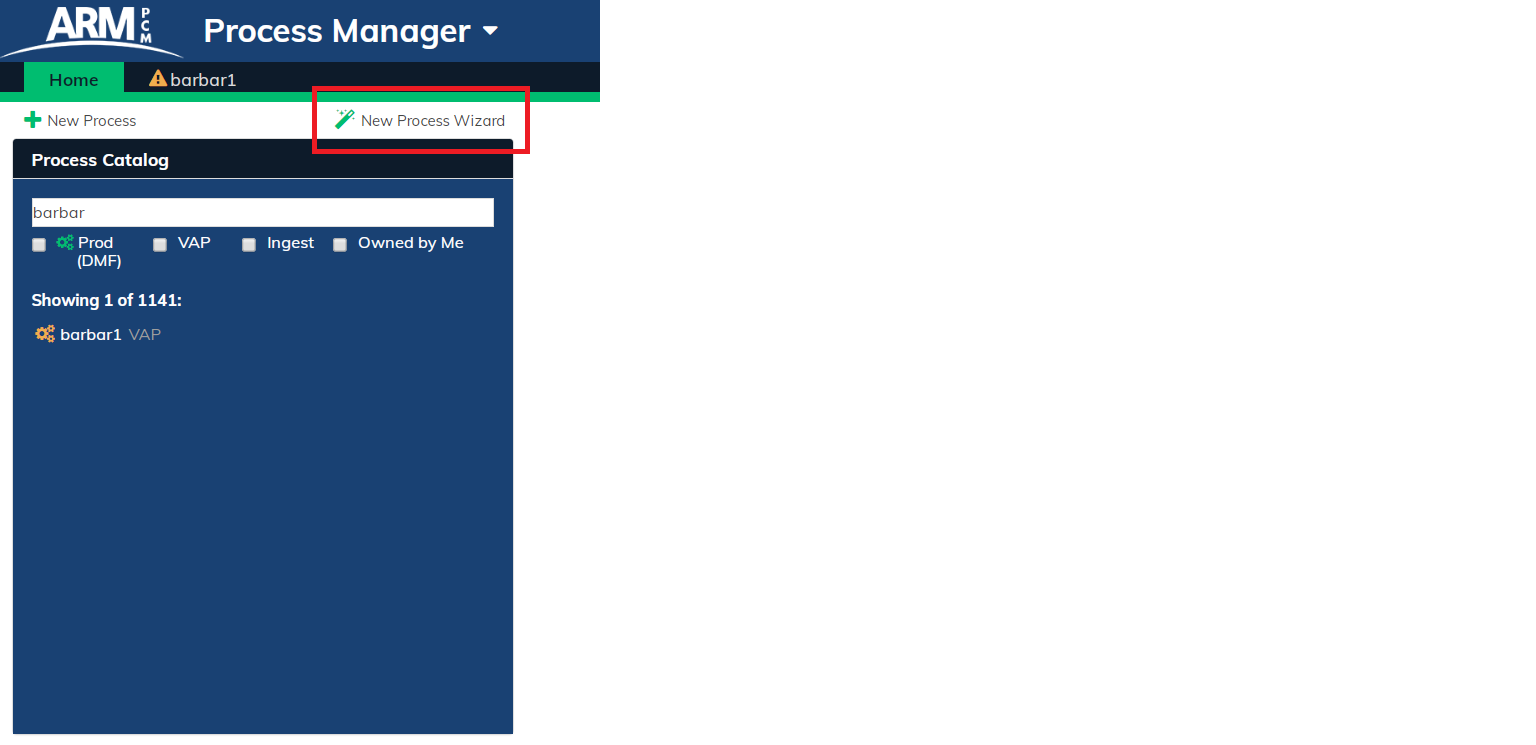 ARM PCM Process Manager
Home barbar1
New Process New Process Wizard
Process Catalog
barbar
Prod (DMF) VAP Ingest Owned by Me
Showing 1 of 1141:
barbar1 VAP